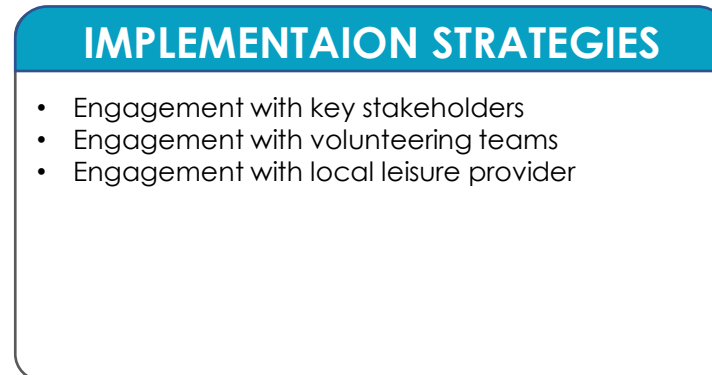 IMPLEMENTAION STRATEGIES
• Engagement with key stakeholders
• Engagement with volunteering teams
• Engagement with local leisure provider